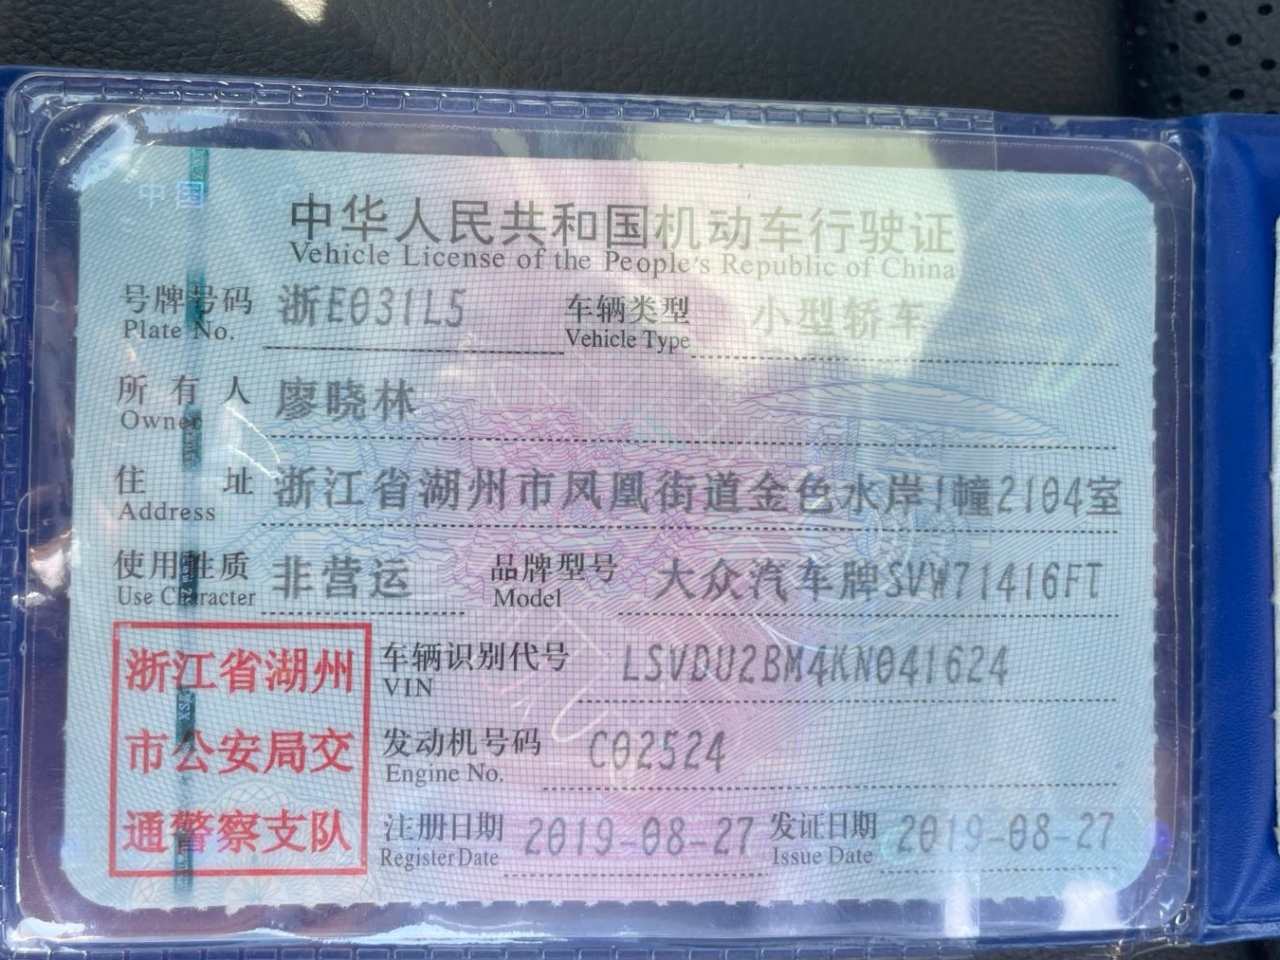 中国
中华人民共和国机动车行驶证
Vehicle License of the People's Republic of China
号牌号码 浙E031L5 车辆类型 小型轿车
Plate No. Vehicle Type
所有人 廖晓林
Owner
住址 浙江省湖州市凤凰街道金色水岸1幢2104室
Address
使用性质 非营运 品牌型号 大众汽车牌SVW71416FT
Use Character Model
浙江省湖州
市公安局交
通警察支队
车辆识别代号 LSVDU2BM4KN041624
VIN
发动机号码 C02524
Engine No.
注册日期 2019-08-27 发证日期 2019-08-27
Register Date Issue Date